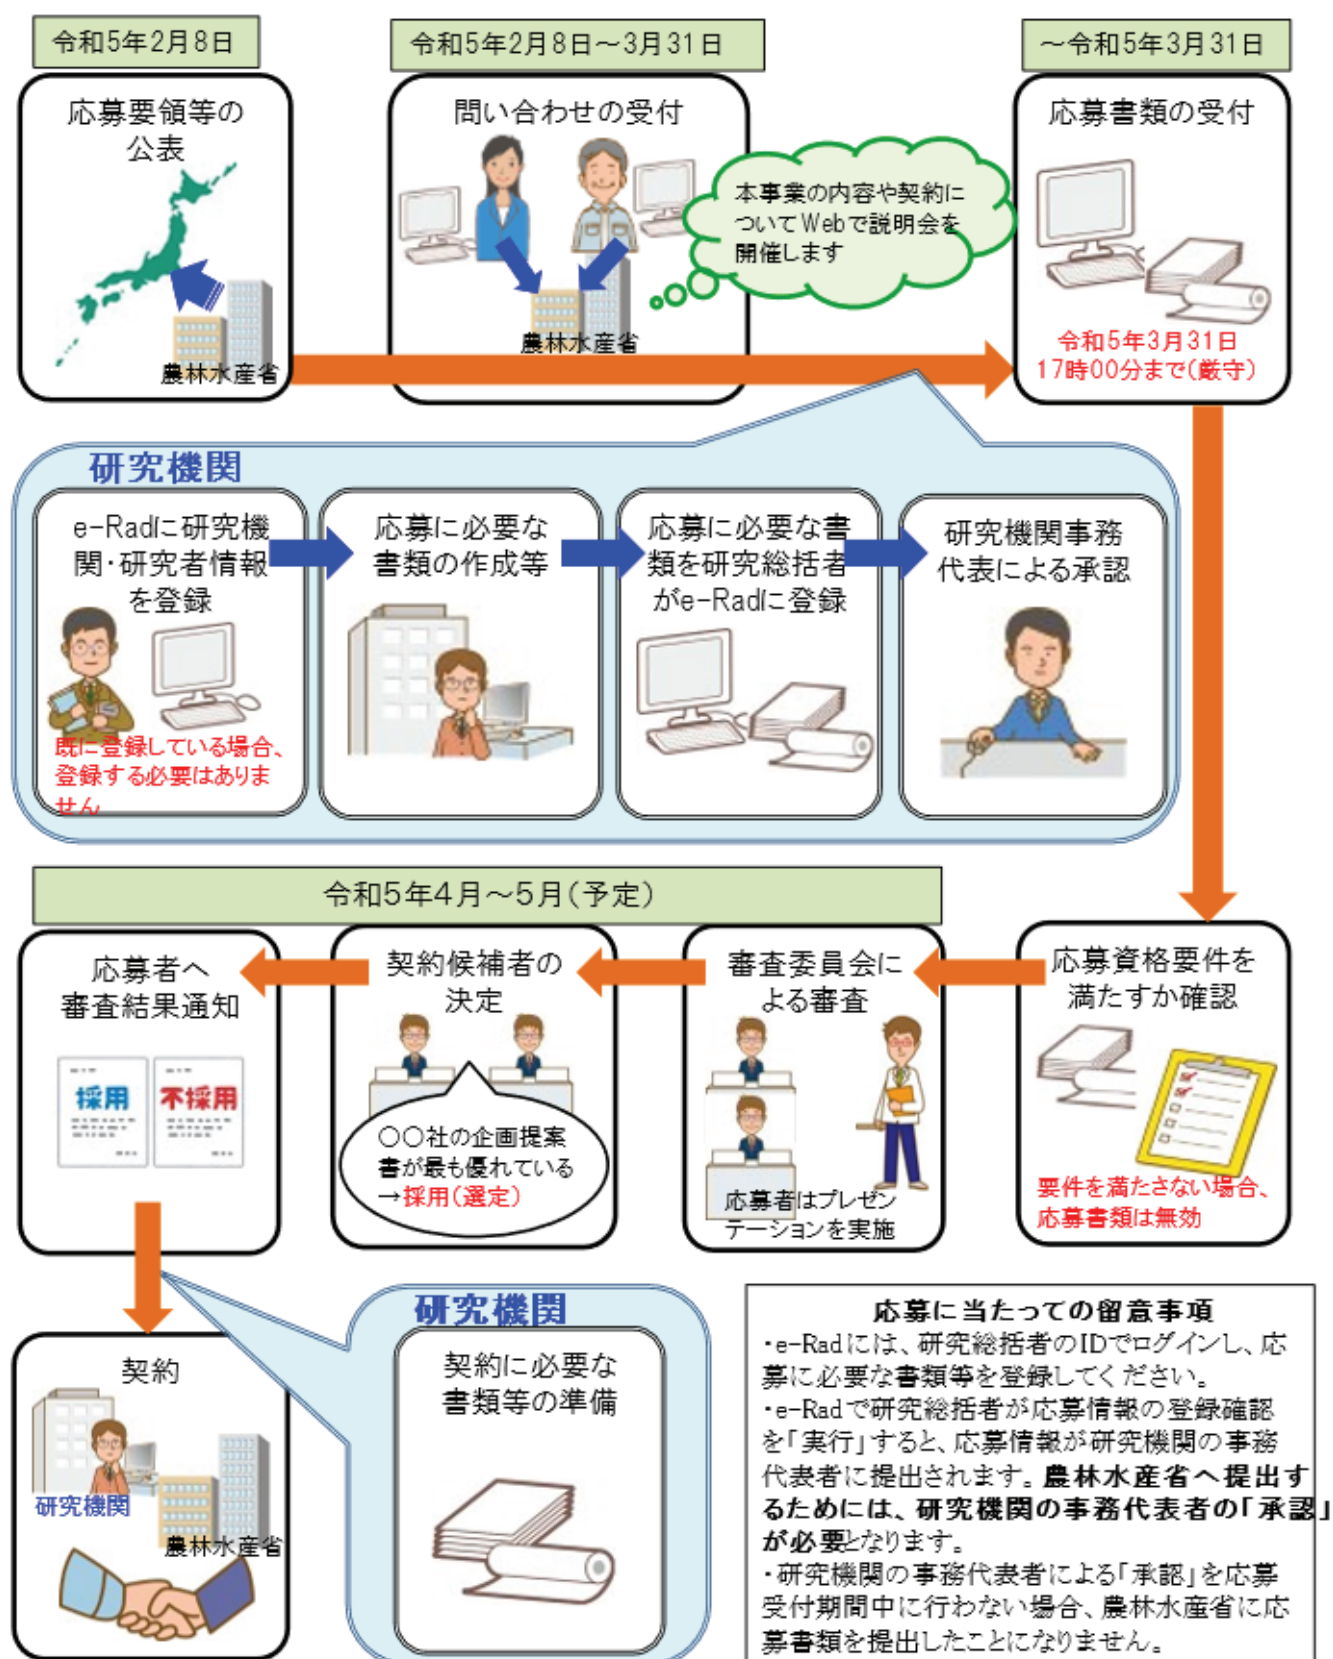 令和5年2月8日
応募要領等の
公表
農林水産省
令和5年2月8日～3月31日
問い合わせの受付
農林水産省
本事業の内容や契約に
ついてWebで説明会を
開催します
～令和5年3月31日
応募書類の受付
令和5年3月31日
17時00分まで(厳守)
研究機関
e-Radに研究機
関・研究者情報
を登録
既に登録している場合、
登録する必要はありま
せん
応募に必要な
書類の作成等
応募に必要な書
類を研究総括者
がe-Radに登録
研究機関事務
代表による承認
令和5年4月～5月(予定)
応募資格要件を
満たすか確認
要件を満たさない場合、
応募書類は無効
審査委員会に
よる審査
応募者はプレゼン
テーションを実施
契約候補者の
決定
〇〇社の企画提案
書が最も優れている
→採用(選定)
応募者へ
審査結果通知
採用
不採用
契約
研究機関
農林水産省
研究機関
契約に必要な
書類等の準備
応募に当たっての留意事項
・e-Radには、研究総括者のIDでログインし、応
募に必要な書類等を登録してください。
・e-Radで研究総括者が応募情報の登録確認
を「実行」すると、応募情報が研究機関の事務
代表者に提出されます。農林水産省へ提出す
るためには、研究機関の事務代表者の「承認」
が必要となります。
・研究機関の事務代表者による「承認」を応募
受付期間中に行わない場合、農林水産省に応
募書類を提出したことになりません。